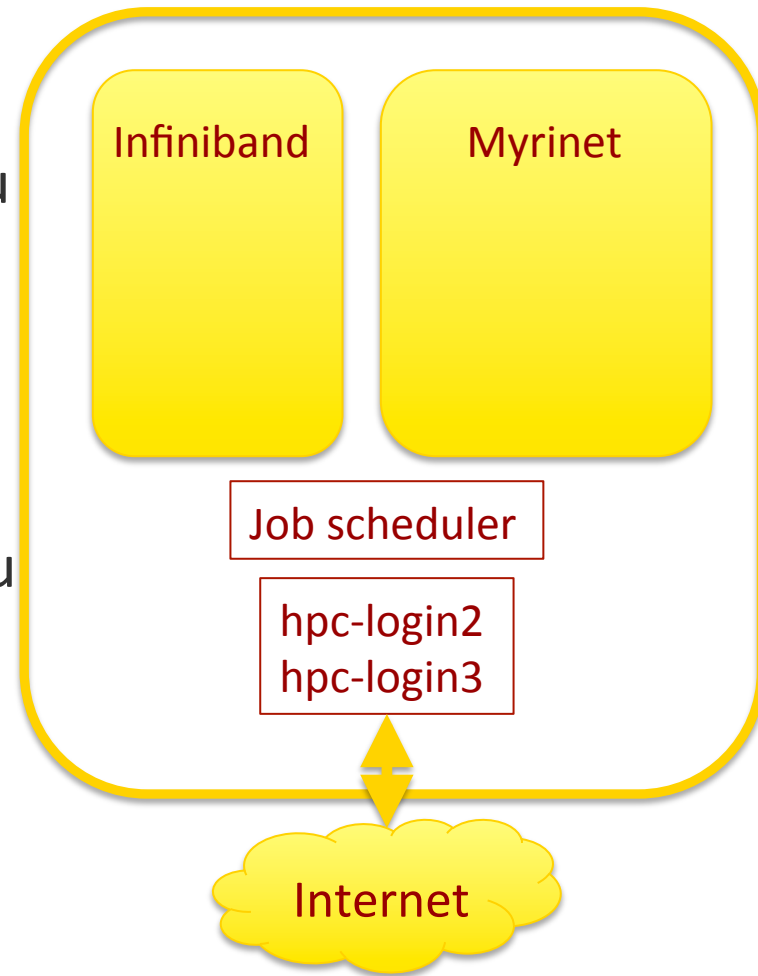 Infiniband
Myrinet
u
Job scheduler
u
hpc-login2
hpc-login3
Internet